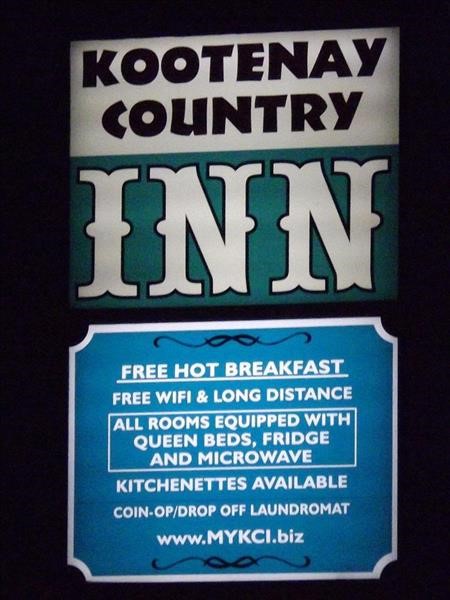 KOOTENAY
COUNTRY
INN
FREE HOT BREAKFAST
FREE WIFI & LONG DISTANCE
ALL ROOMS EQUIPPED WITH
QUEEN BEDS, FRIDGE
AND MICROWAVE
KITCHENETTES AVAILABLE
COIN-OP/DROP OFF LAUNDROMAT
www.MYKCI.biz